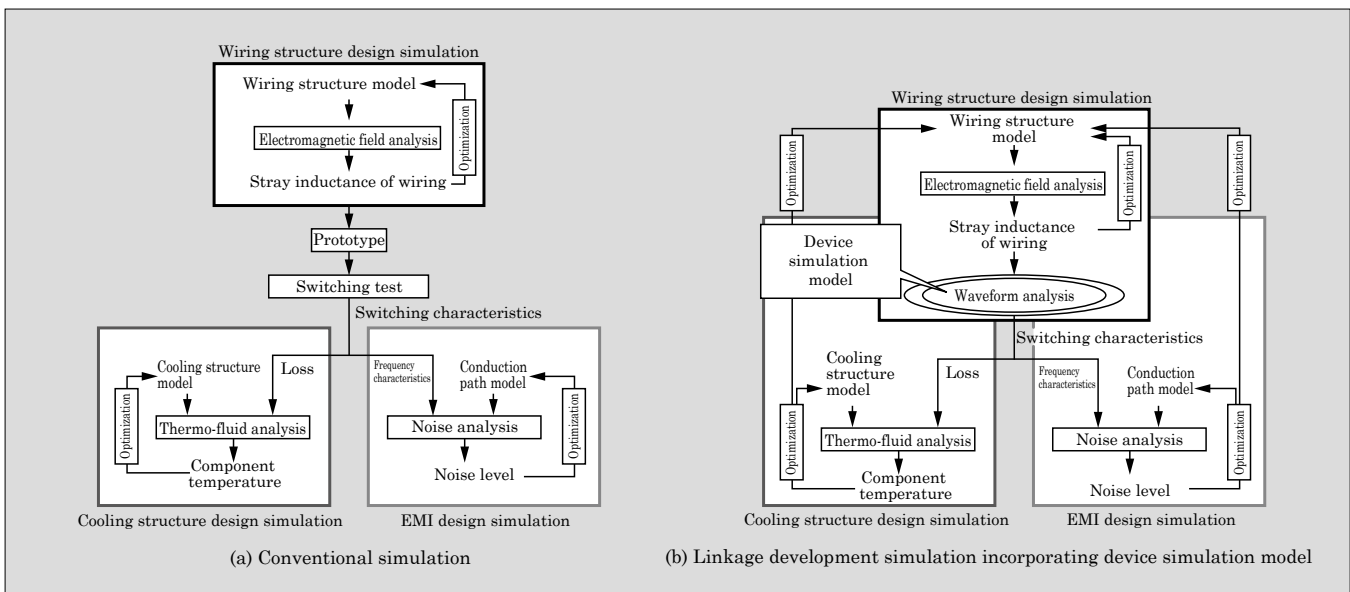 Wiring structure design simulation
Wiring structure model
Electromagnetic field analysis
Stray inductance of wiring
Optimization
Prototype
Switching test
Switching characteristics
Cooling structure
model
Loss
Optimization
Thermo-fluid analysis
Component
temperature
Cooling structure design simulation
Frequency
characteristics
Conduction
path model
Noise analysis
Optimization
Noise level
EMI design simulation
(a) Conventional simulation
Wiring structure design simulation
Optimization
Wiring structure
model
Optimization
Electromagnetic field analysis
Optimization
Stray inductance
of wiring
Device
simulation
model
Waveform analysis
Switching characteristics
Cooling
structure
model
Loss
Optimization
Thermo-fluid analysis
Component
temperature
Cooling structure design simulation
Frequency
characteristics
Conduction
path model
Noise analysis
Optimization
Noise level
EMI design simulation
(b) Linkage development simulation incorporating device simulation model